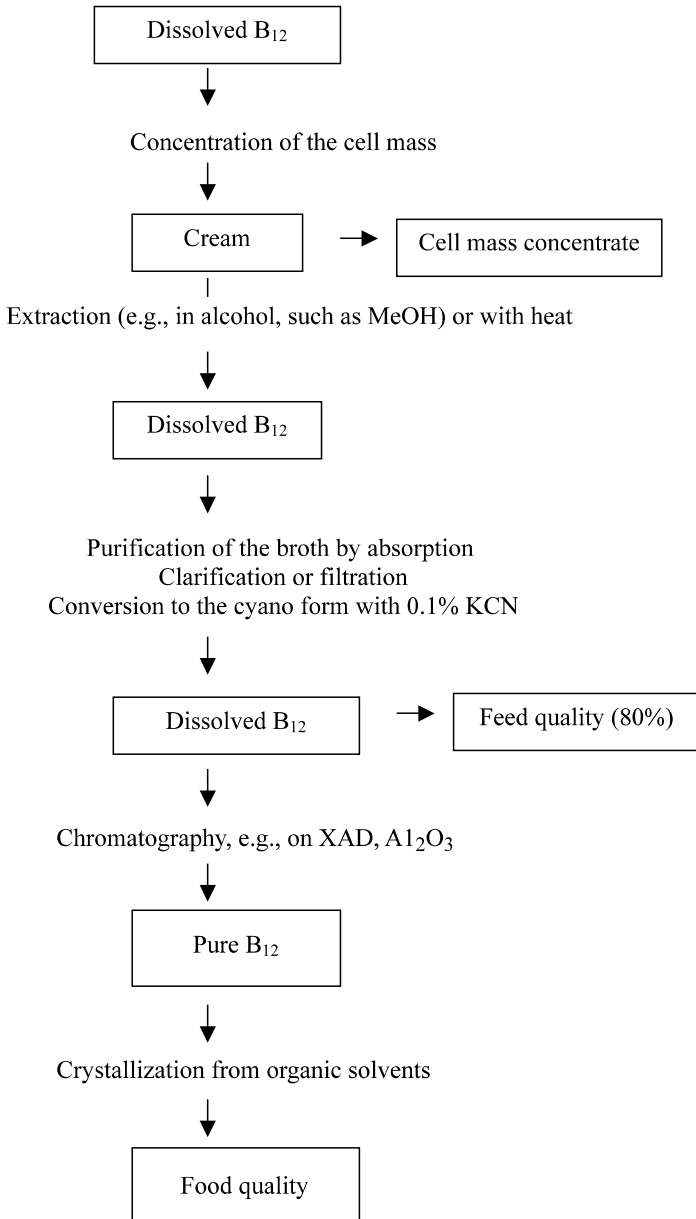 Dissolved B₁₂
Concentration of the cell mass
Cream
Cell mass concentrate
Extraction (e.g., in alcohol, such as MeOH) or with heat
Dissolved B₁₂
Purification of the broth by absorption
Clarification or filtration
Conversion to the cyano form with 0.1% KCN
Dissolved B₁₂
Feed quality (80%)
Chromatography, e.g., on XAD, A1₂O₃
Pure B₁₂
Crystallization from organic solvents
Food quality